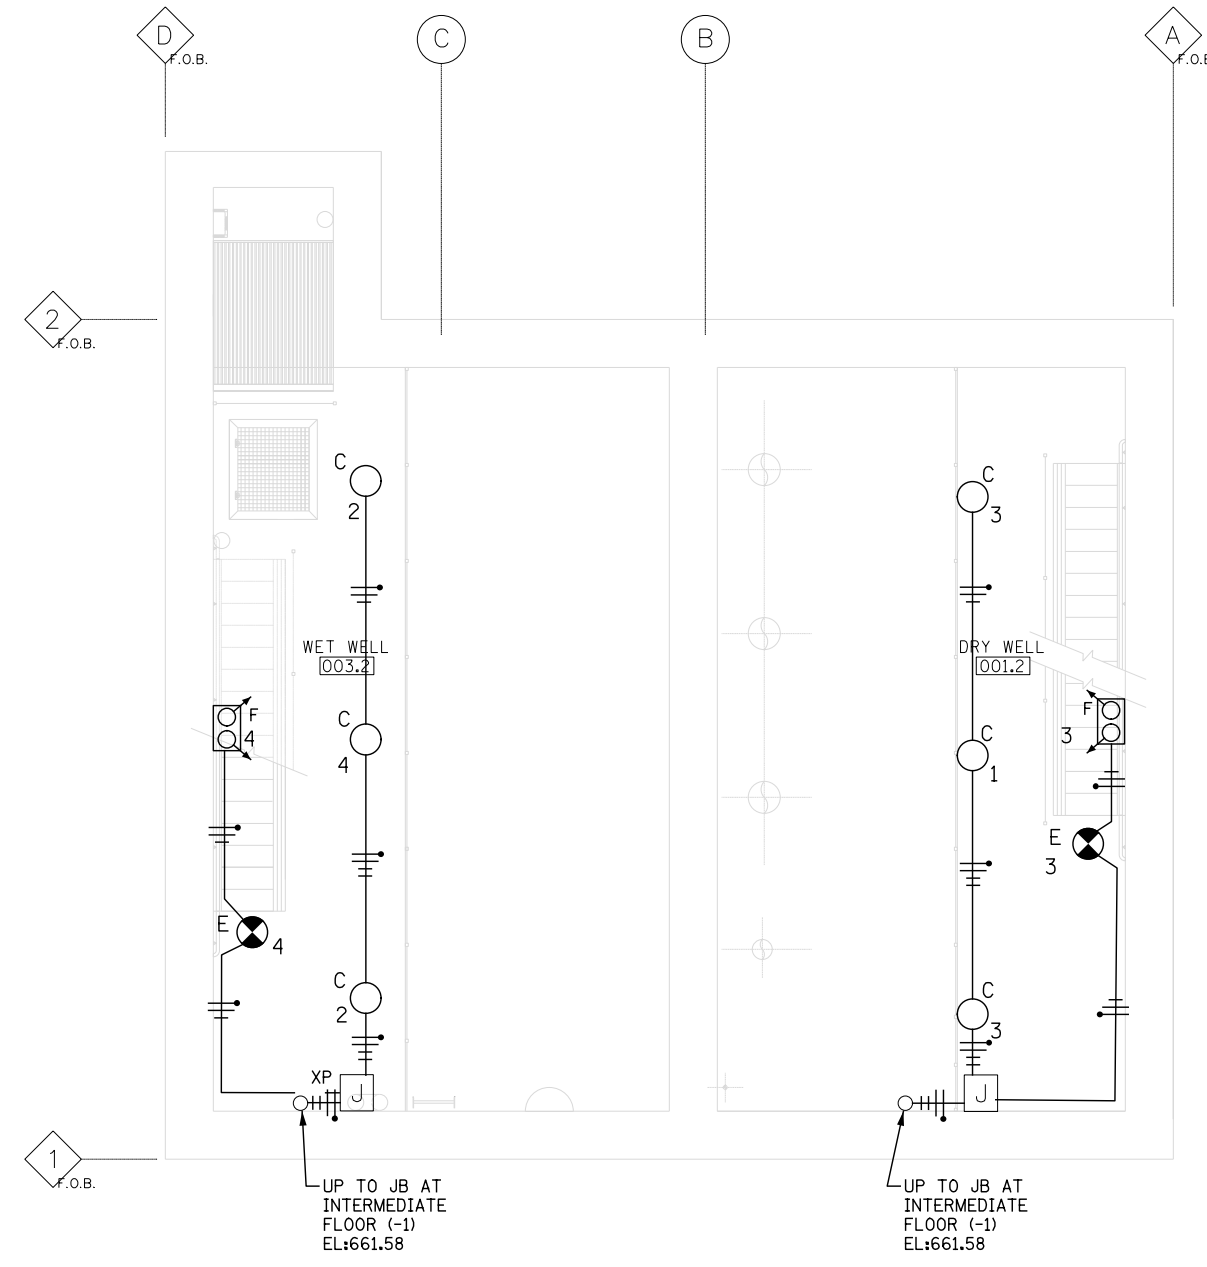 D
F.O.B.
C
B
A
F.O.B
2
F.O.B.
C
2
C
3
WET WELL
003.2
DRY WELL
001.2
F
4
C
4
C
1
F
3
E
4
E
3
C
2
C
3
XP
J
J
1
F.O.B.
UP TO JB AT
INTERMEDIATE
FLOOR (-1)
EL:661.58
UP TO JB AT
INTERMEDIATE
FLOOR (-1)
EL:661.58